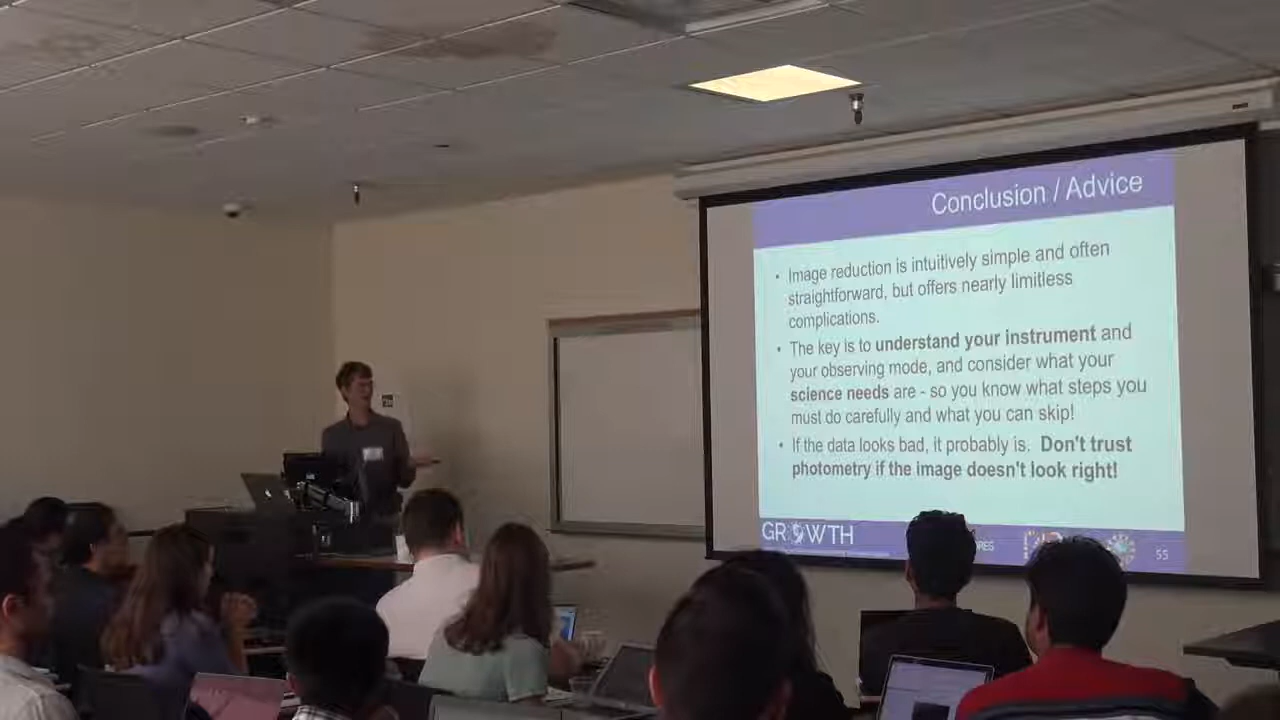 Conclusion / Advice
• Image reduction is intuitively simple and often
straightforward, but offers nearly limitless
complications.
• The key is to understand your instrument and
your observing mode, and consider what your
science needs are - so you know what steps you
must do carefully and what you can skip!
• If the data looks bad, it probably is. Don't trust
photometry if the image doesn't look right!
GROWTH
55